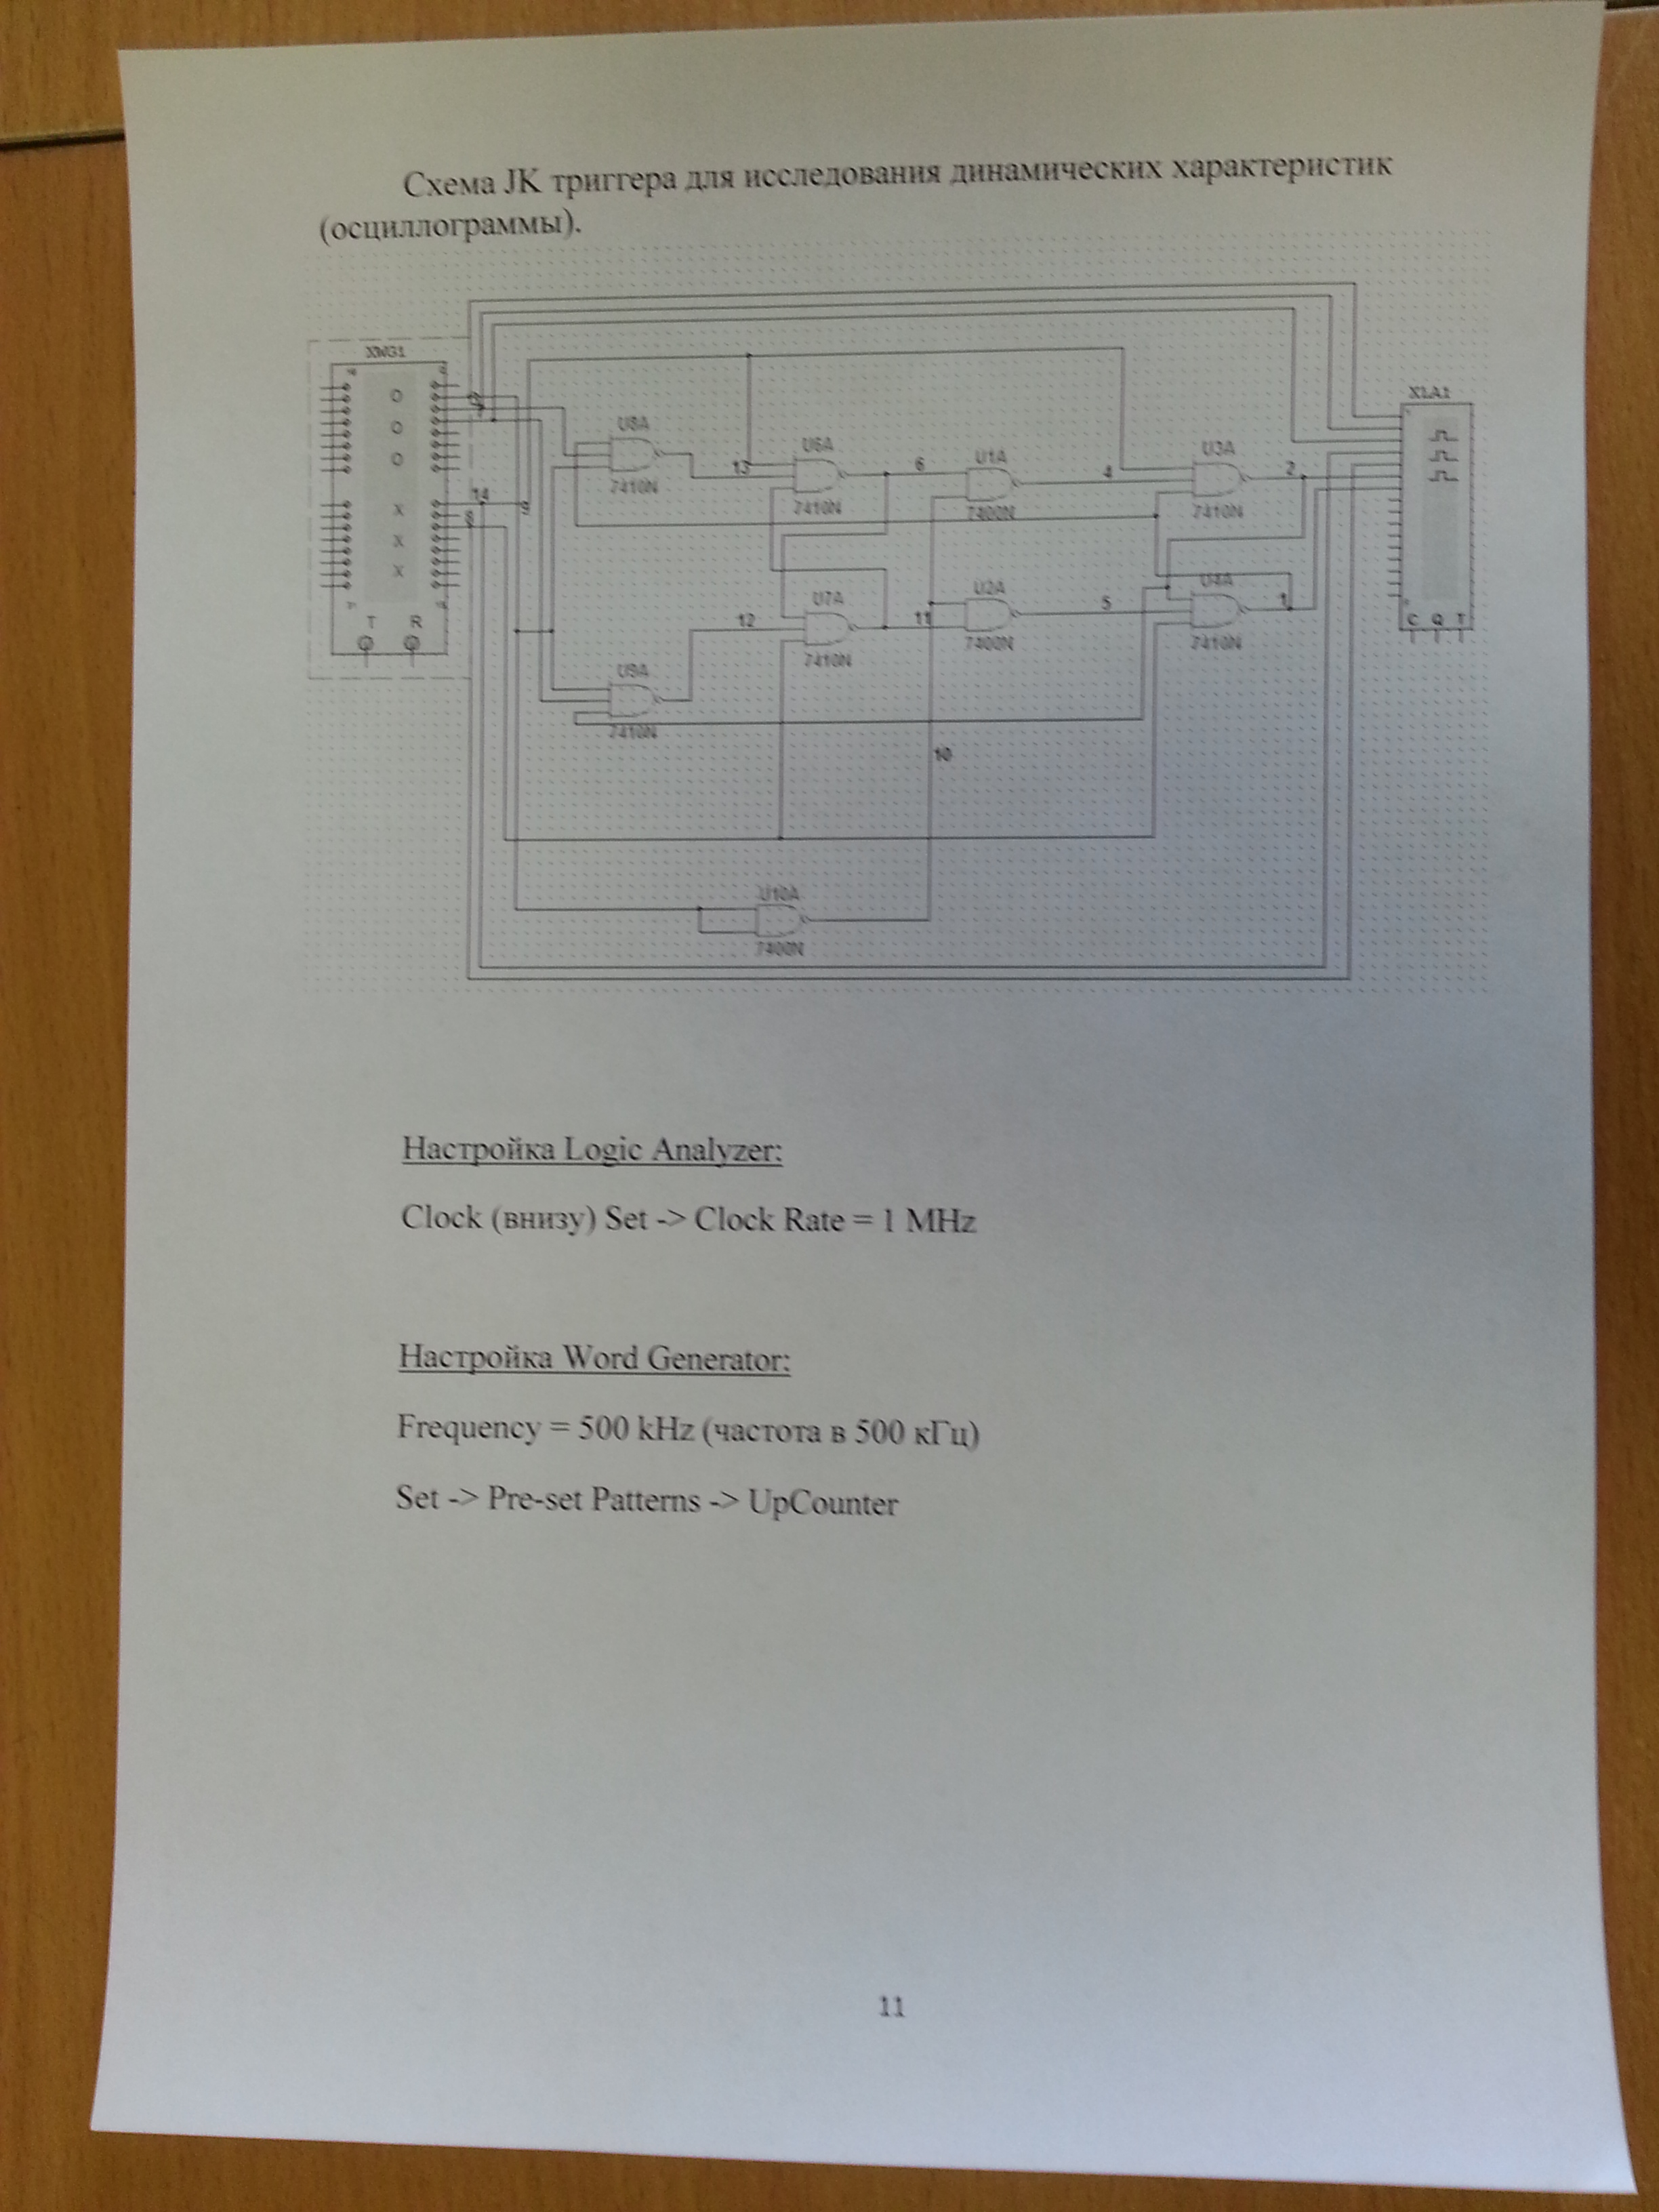 Схема JK триггера для исследования динамических характеристик
(осциллограммы).
XWG1
XLA1
O
O
O
X
X
X
T R
14
9
8
U8A
7410N
13
U6A
7410N
6
U1A
7400N
4
U3A
7410N
2
U7A
7410N
12
11
U2A
7400N
5
U4A
7410N
1
U9A
7410N
10
U10A
7400N
C Q T
Настройка Logic Analyzer:
Clock (внизу) Set -> Clock Rate = 1 MHz
Настройка Word Generator:
Frequency = 500 kHz (частота в 500 кГц)
Set -> Pre-set Patterns -> UpCounter
11